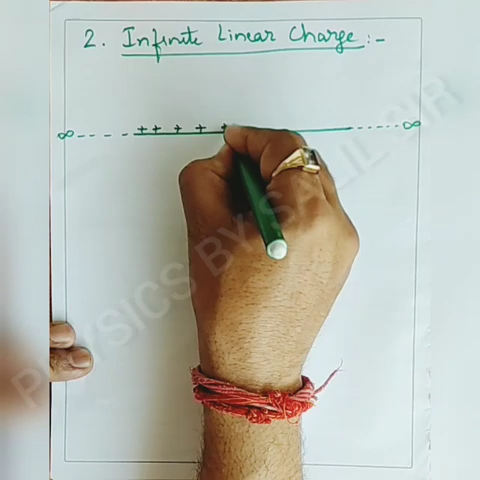 2. Infinite Linear Charge :-
∞ - - - - + + + + + - - - - ∞
PHYSICS BY SALIL SIR